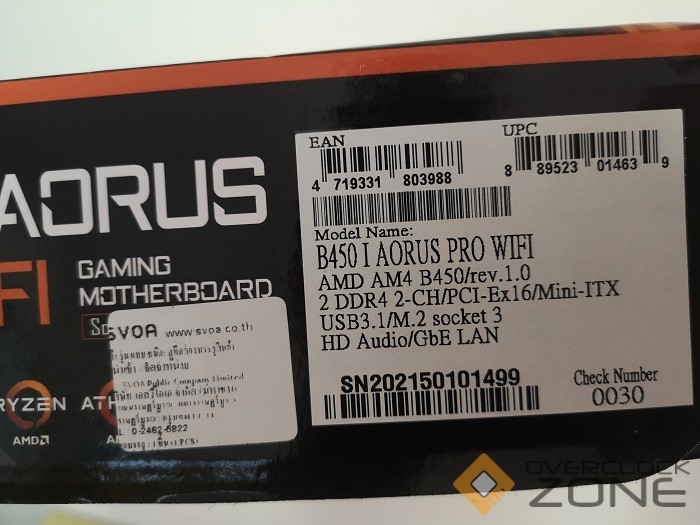 AORUS
FI
GAMING
MOTHERBOARD
EAN
4 719331 803988
UPC
8 89523 01463 9
Model Name:
B450 I AORUS PRO WIFI
AMD AM4 B450/rev.1.0
2 DDR4 2-CH/PCI-Ex16/Mini-ITX
USB3.1/M.2 socket 3
HD Audio/GbE LAN
SN202150101499
Check Number
0030
SVOA www.svoa.co.th
SVOA Public Company Limited
0-2462-5822
(1 PCS)
RYZEN
AMD
ATH
OVERCLOCK
ZONE